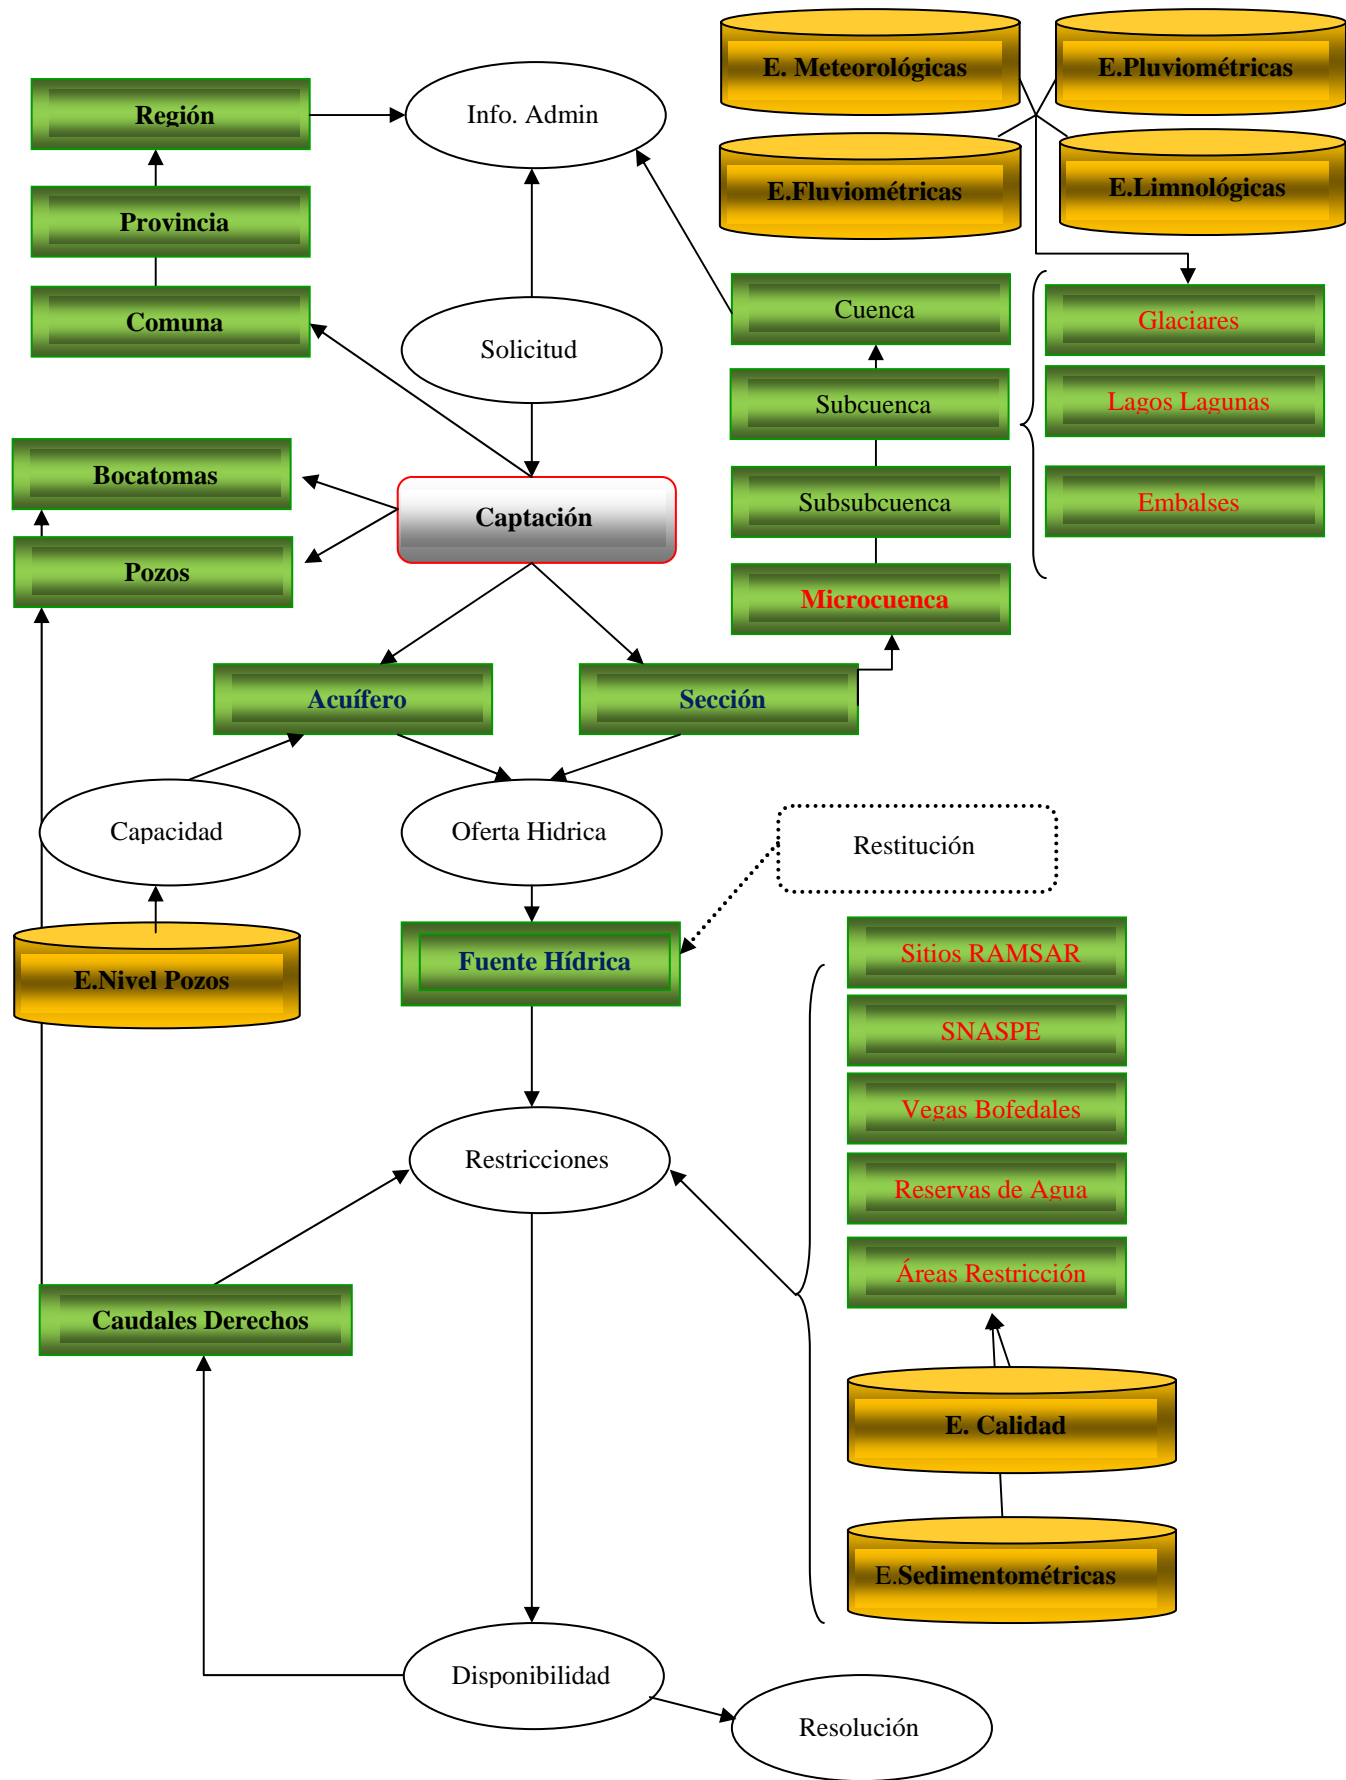 E. Meteorológicas
E.Pluviométricas
Región
Info. Admin
E.Fluviométricas
E.Limnológicas
Provincia
Comuna
Solicitud
Cuenca
Glaciares
Subcuenca
Lagos Lagunas
Bocatomas
Captación
Subsubcuenca
Embalses
Pozos
Microcuenca
Acuífero
Sección
Capacidad
Oferta Hidrica
Restitución
E.Nivel Pozos
Fuente Hídrica
Sitios RAMSAR
SNASPE
Vegas Bofedales
Restricciones
Reservas de Agua
Áreas Restricción
Caudales Derechos
E. Calidad
E.Sedimentométricas
Disponibilidad
Resolución